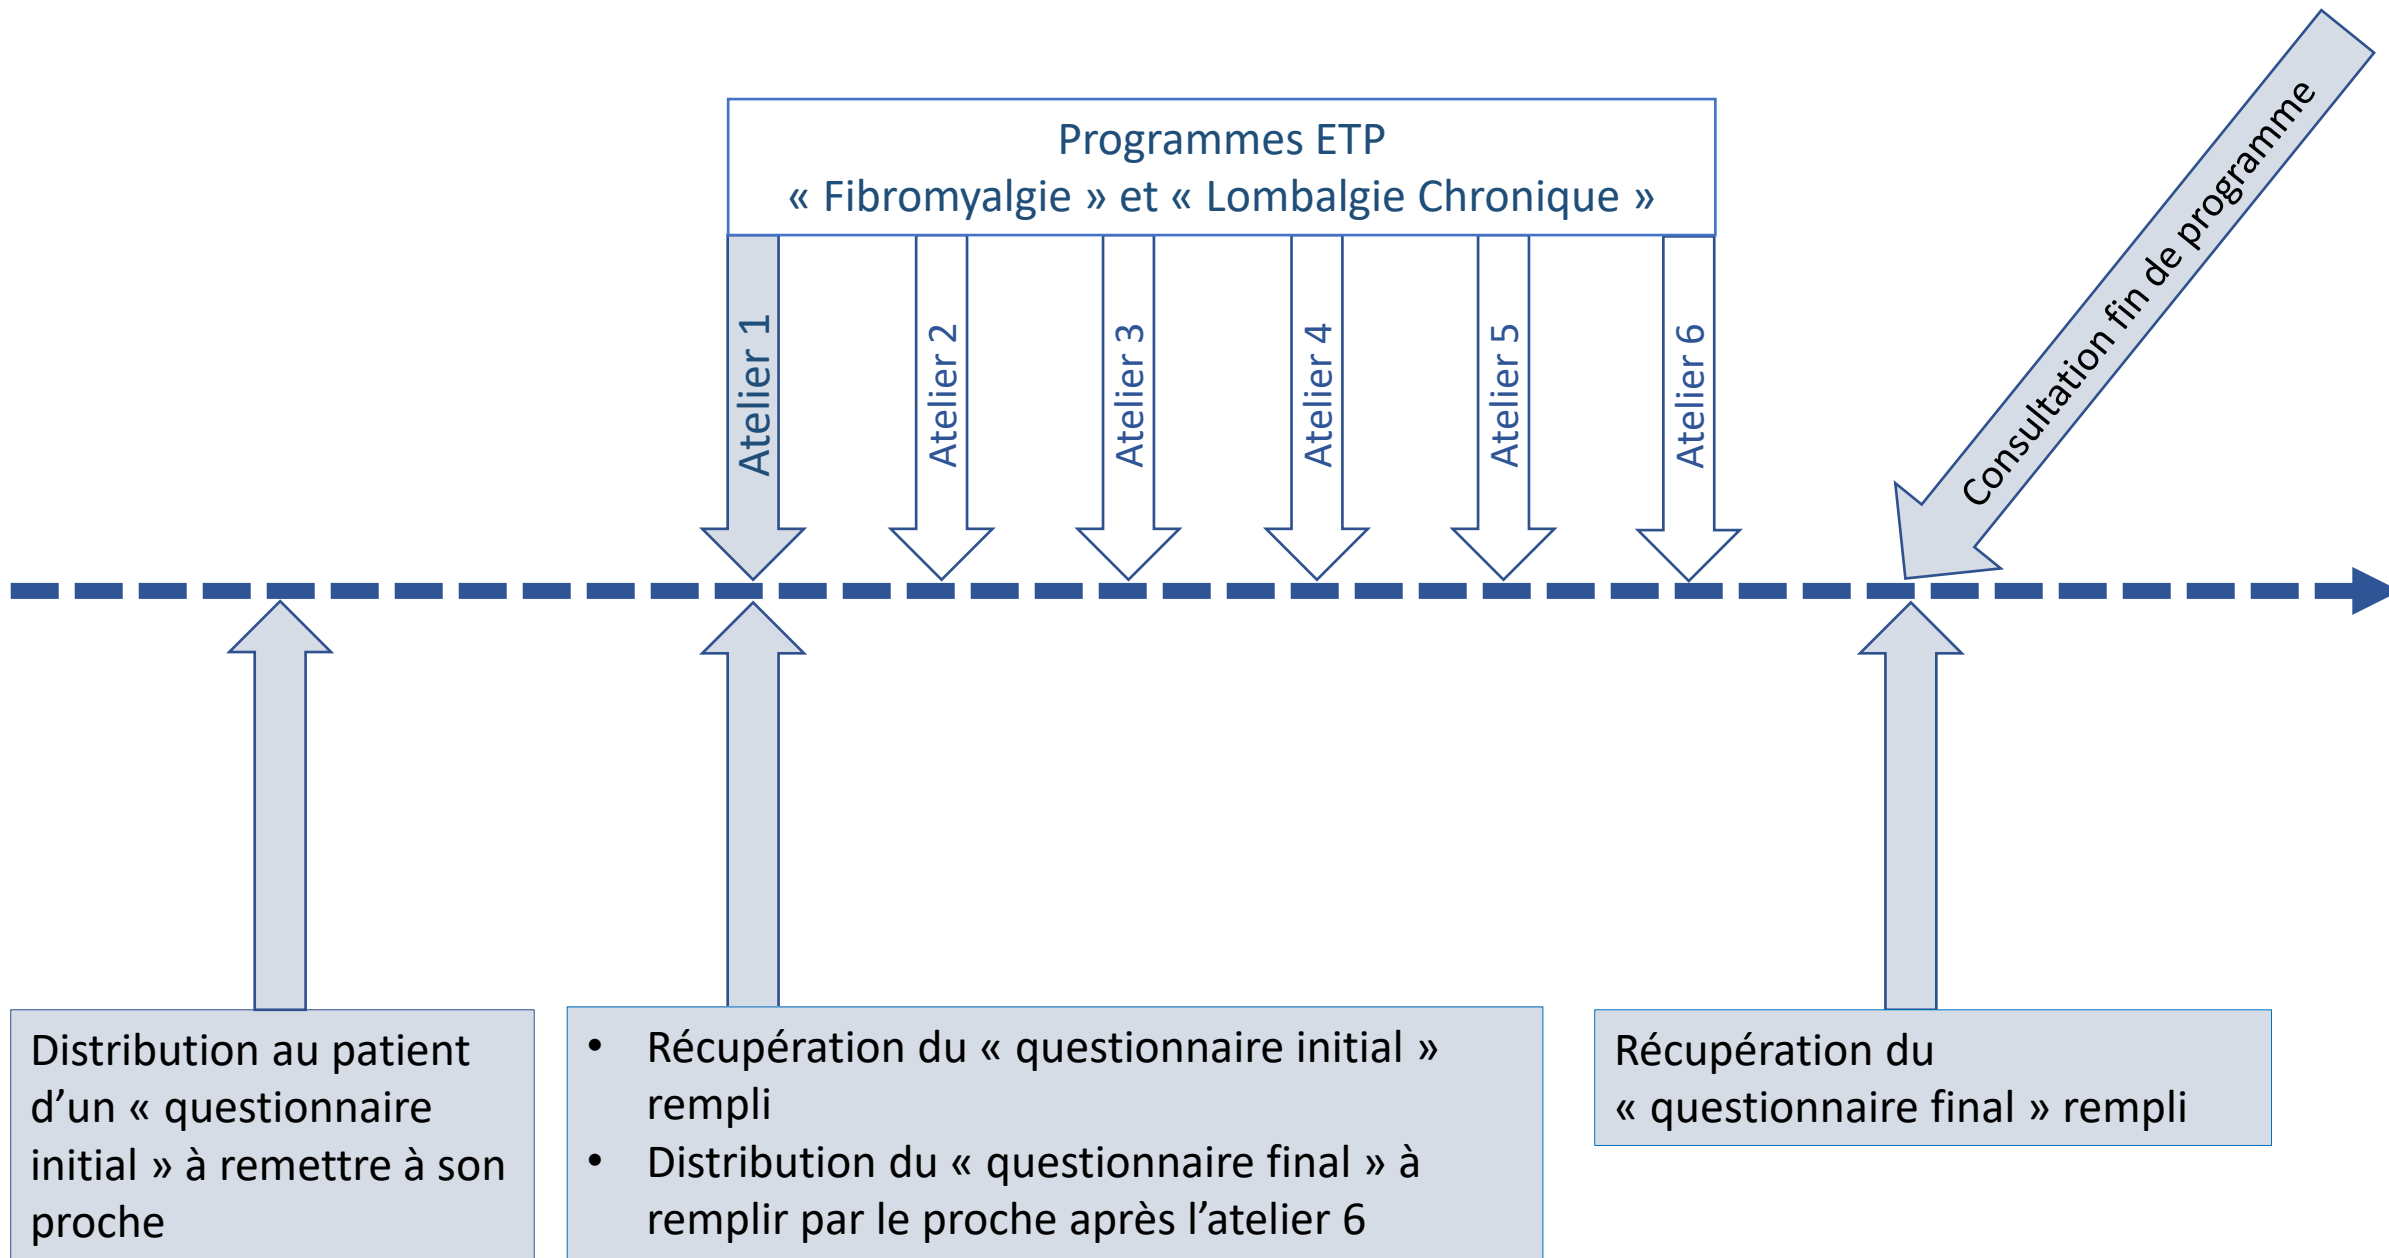 Programmes ETP
« Fibromyalgie » et « Lombalgie Chronique »
Atelier 1
Atelier 2
Atelier 3
Atelier 4
Atelier 5
Atelier 6
Consultation fin de programme
Distribution au patient
d’un « questionnaire
initial » à remettre à son
proche
• Récupération du « questionnaire initial »
rempli
• Distribution du « questionnaire final » à
remplir par le proche après l’atelier 6
Récupération du
« questionnaire final » rempli